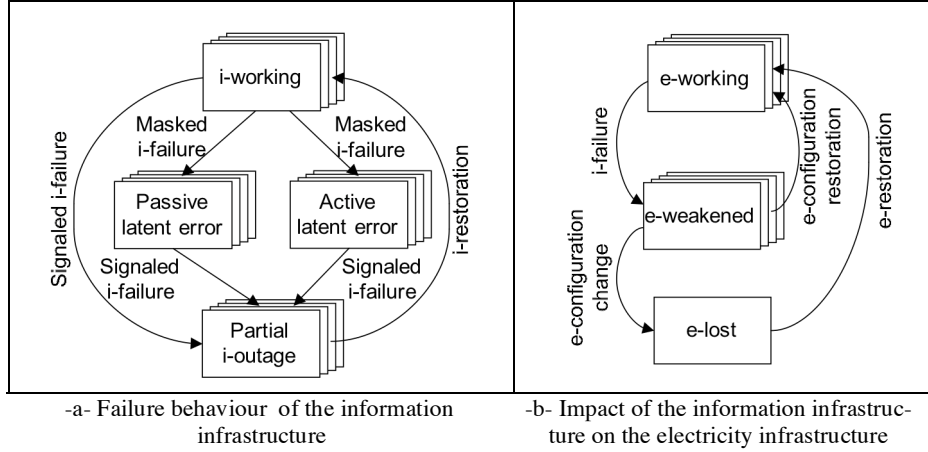 i-working
Masked
i-failure
Masked
i-failure
Signaled i-failure
i-restoration
Passive
latent error
Active
latent error
Signaled
i-failure
Signaled
i-failure
Partial
i-outage
-a- Failure behaviour of the information
infrastructure
e-working
i-failure
e-configuration
restoration
e-restoration
e-weakened
e-configuration
change
e-lost
-b- Impact of the information infrastruc-
ture on the electricity infrastructure